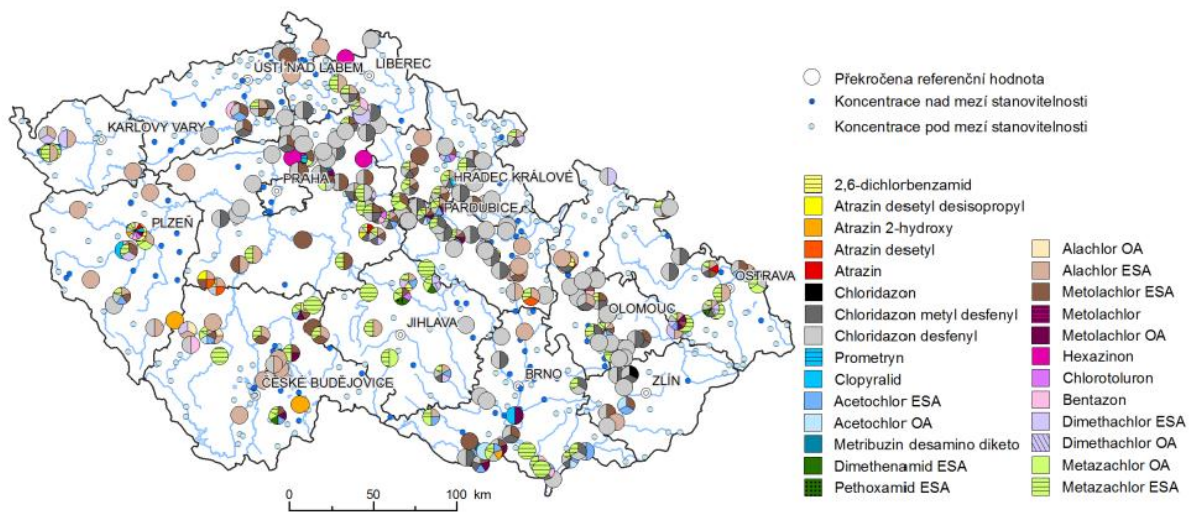 LIBEREC
ÚSTÍ NAD LABEM
KARLOVY VARY
PRAHA
HRADEC KRÁLOVÉ
PARDUBICE
PLZEŇ
OSTRAVA
OLOMOUC
JIHLAVA
BRNO
ZLÍN
ČESKÉ BUDĚJOVICE
0 50 100 km
Překročena referenční hodnota
Koncentrace nad mezí stanovitelnosti
Koncentrace pod mezí stanovitelnosti
2,6-dichlorbenzamid
Atrazin desetyl desisopropyl
Atrazin 2-hydroxy
Atrazin desetyl
Atrazin
Chloridazon
Chloridazon metyl desfenyl
Chloridazon desfenyl
Prometryn
Clopyralid
Acetochlor ESA
Acetochlor OA
Metribuzin desamino diketo
Dimethenamid ESA
Pethoxamid ESA
Alachlor OA
Alachlor ESA
Metolachlor ESA
Metolachlor
Metolachlor OA
Hexazinon
Chlorotoluron
Bentazon
Dimethachlor ESA
Dimethachlor OA
Metazachlor OA
Metazachlor ESA